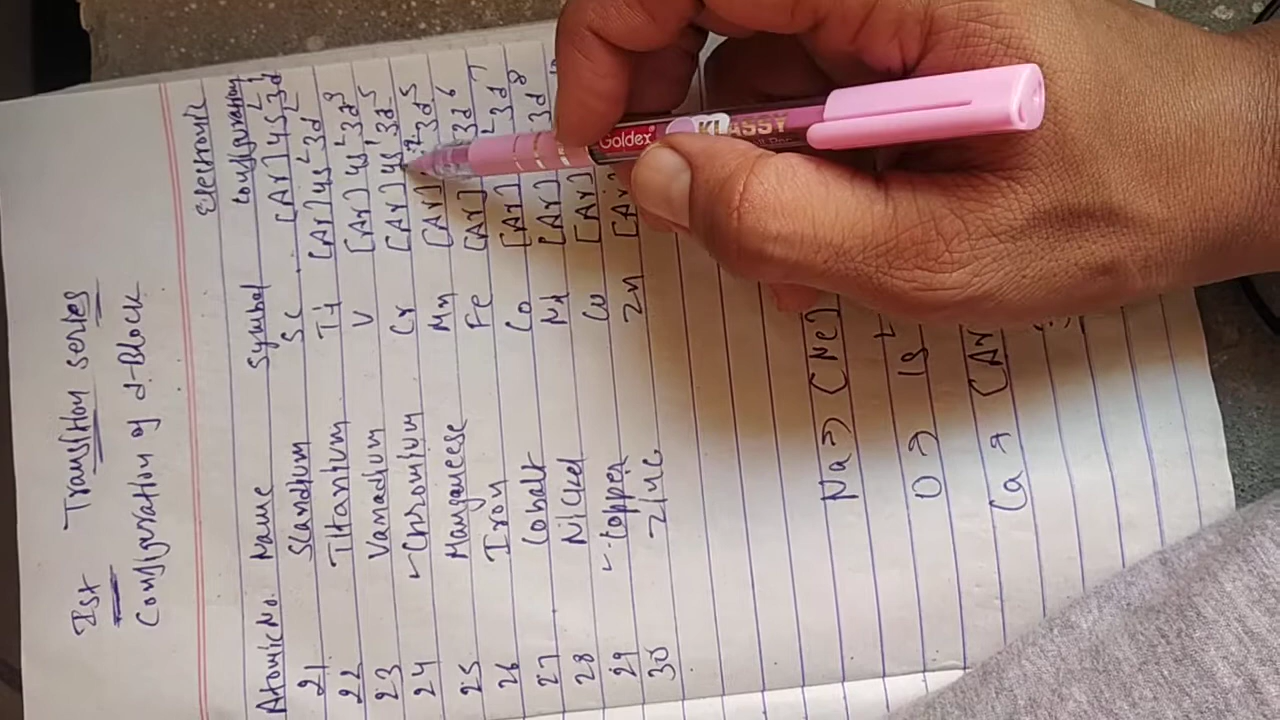 Ist Transition series
Configuration of d-Block
Electronic
Atomic No. Name Symbol Configuration
21 Scandium Sc [Ar] 4s² 3d¹
22 Titanium Ti [Ar] 4s² 3d²
23 Vanadium V [Ar] 4s² 3d³
24 Chromium Cr [Ar] 4s¹ 3d⁵
25 Manganese Mn [Ar] 3d⁵
26 Iron Fe [Ar] 3d⁶
27 Cobalt Co [Ar] 3d⁷
28 Nickel Ni [Ar] 3d⁸
29 Copper Cu [Ar]
30 Zinc Zn [Ar]
Na → [Ne]
O → 1s²
Ca → [Ar
Goldex KLASSY